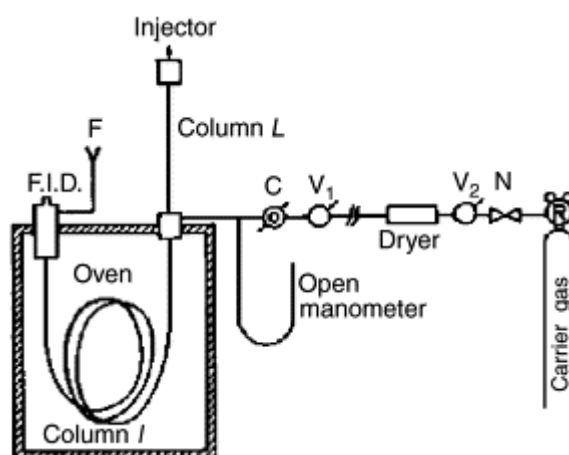 Injector
Column L
F
F.I.D.
C
V1
V2
N
R
Dryer
Oven
Open
manometer
Column l
Carrier gas